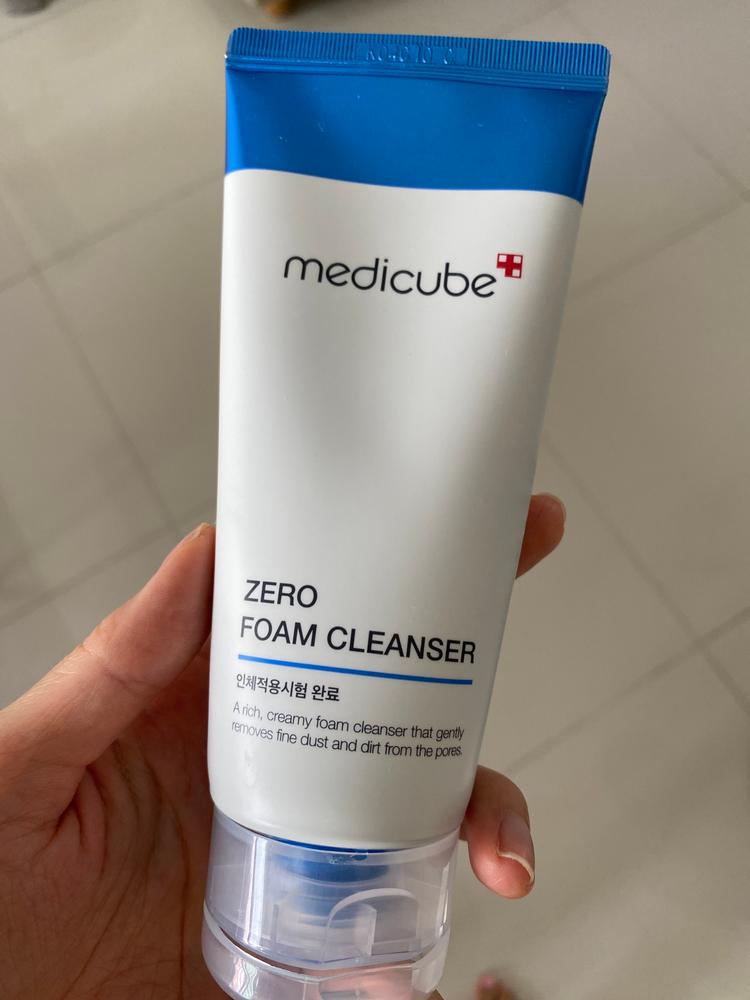 medicube
ZERO
FOAM CLEANSER
인체적용시험 완료
A rich, creamy foam cleanser that gently
removes fine dust and dirt from the pores.